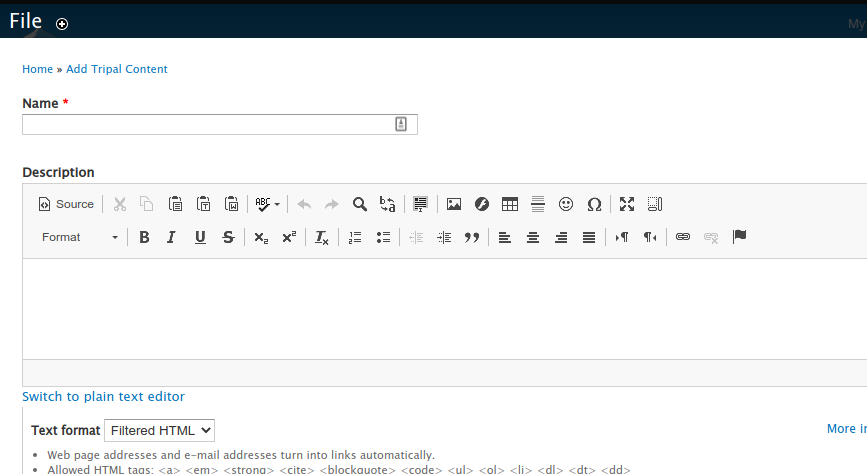 File
My
Home » Add Tripal Content
Name *
Description
Source
Format
Switch to plain text editor
Text format Filtered HTML
More in
Web page addresses and e-mail addresses turn into links automatically.
Allowed HTML tags: <a> <em> <strong> <cite> <blockquote> <code> <ul> <ol> <li> <dl> <dt> <dd>